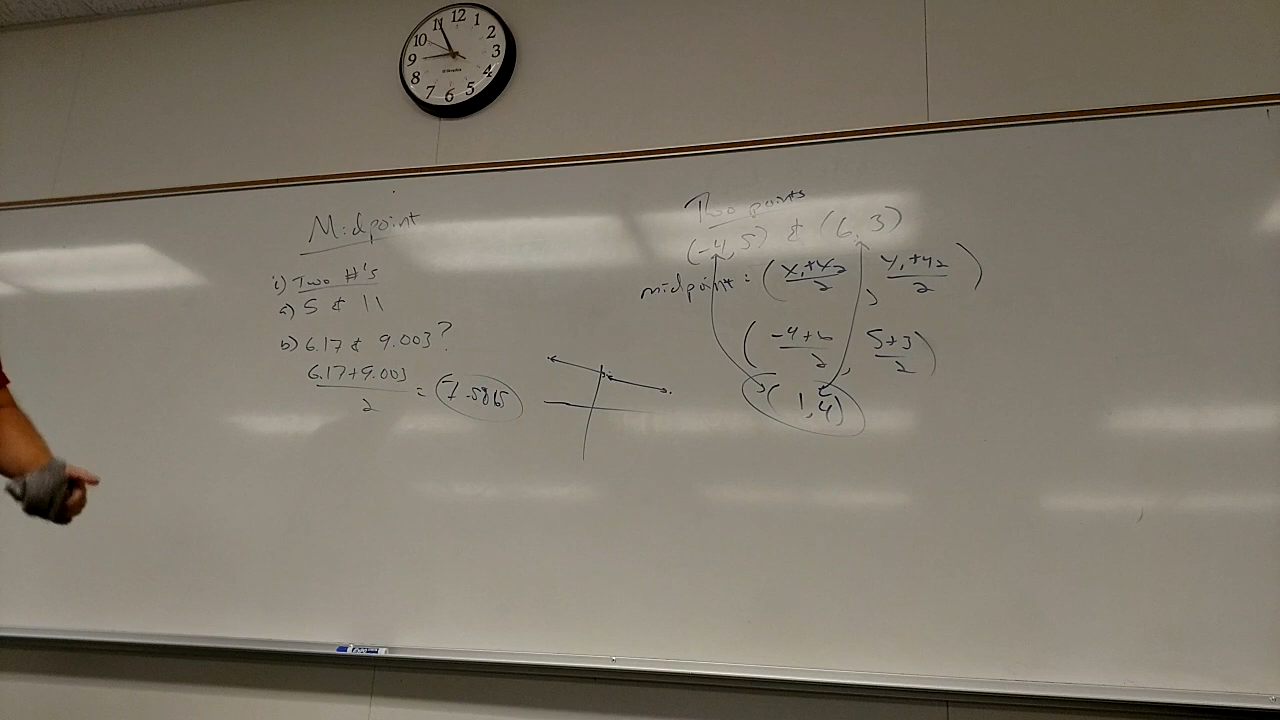 12
11 1
10 2
9 3
8 4
7 5
6
Midpoint
i) Two #'s
a) 5 & 11
b) 6.17 & 9.003?
6.17+9.003
2
= 7.5865
Two points
(-4,5) & (6,3)
midpoint: (x₁+x₂/2, y₁+y₂/2)
(-4+6/2, 5+3/2)
(1,4)
EXPO